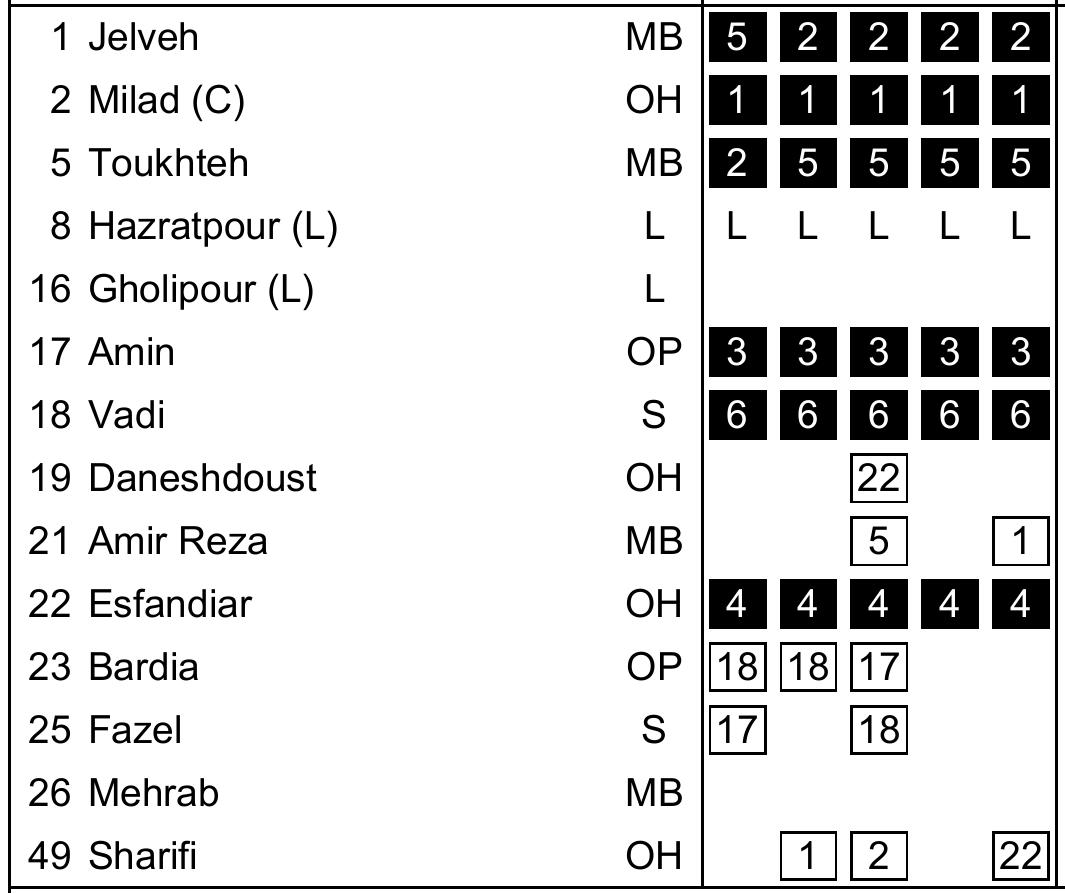 1 Jelveh MB 5 2 2 2 2
2 Milad (C) OH 1 1 1 1 1
5 Toukhteh MB 2 5 5 5 5
8 Hazratpour (L) L L L L L L
16 Gholipour (L) L
17 Amin OP 3 3 3 3 3
18 Vadi S 6 6 6 6 6
19 Daneshdoust OH 22
21 Amir Reza MB 5 1
22 Esfandiar OH 4 4 4 4 4
23 Bardia OP 18 18 17
25 Fazel S 17 18
26 Mehrab MB
49 Sharifi OH 1 2 22